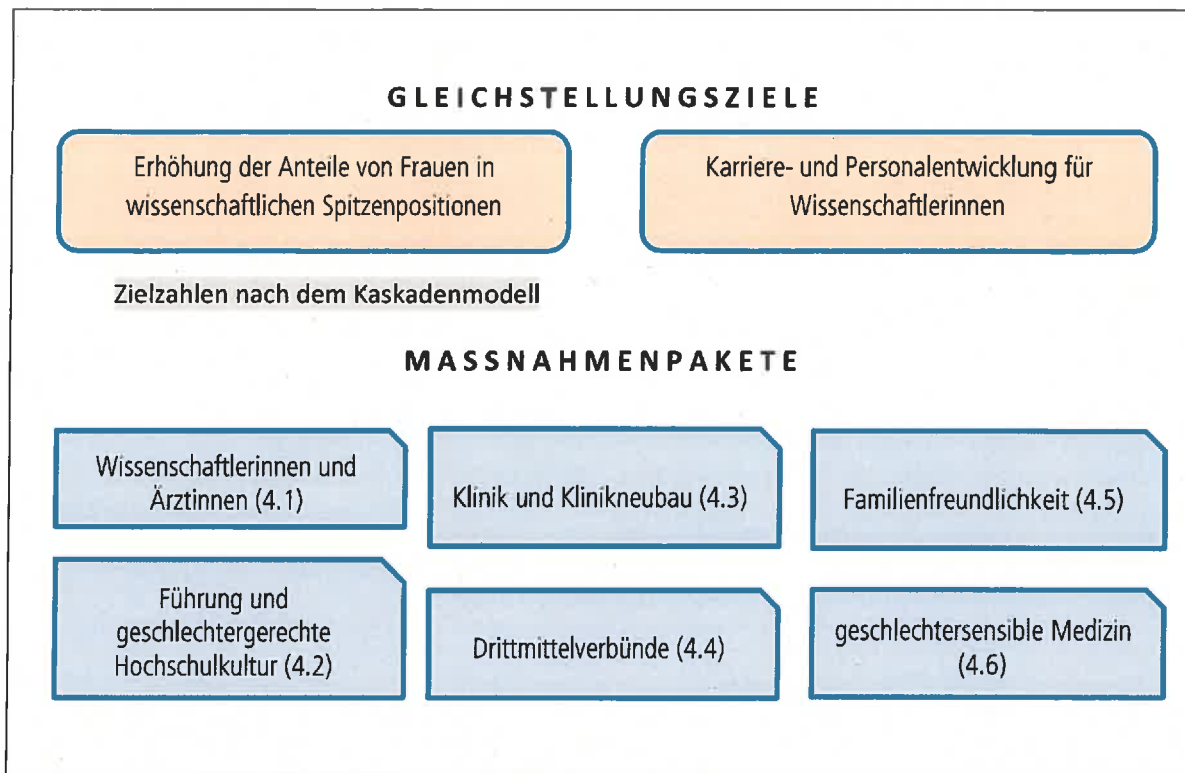 GLEICHSTELLUNGSZIELE
Erhöhung der Anteile von Frauen in
wissenschaftlichen Spitzenpositionen
Karriere- und Personalentwicklung für
Wissenschaftlerinnen
Zielzahlen nach dem Kaskadenmodell
MASSNAHMENPAKETE
Wissenschaftlerinnen und
Ärztinnen (4.1)
Klinik und Klinikneubau (4.3)
Familienfreundlichkeit (4.5)
Führung und
geschlechtergerechte
Hochschulkultur (4.2)
Drittmittelverbünde (4.4)
geschlechtersensible Medizin
(4.6)